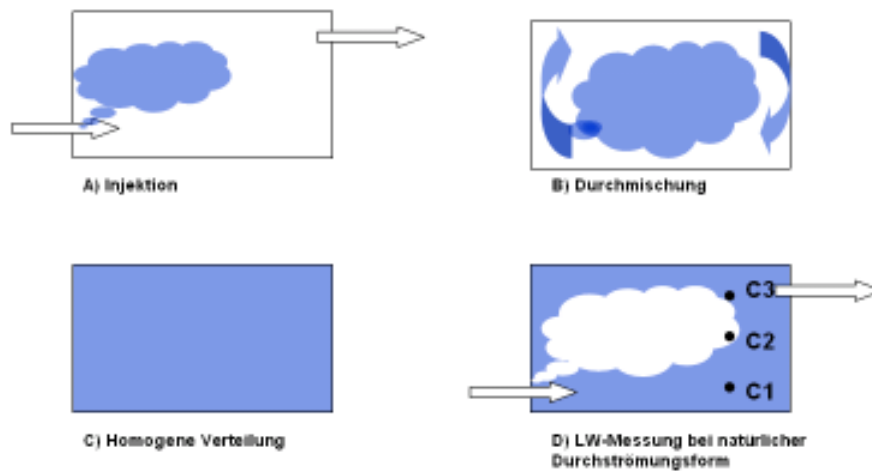 A) Injektion
B) Durchmischung
C) Homogene Verteilung
C3
C2
C1
D) LW-Messung bei natürlicher
Durchströmungsform